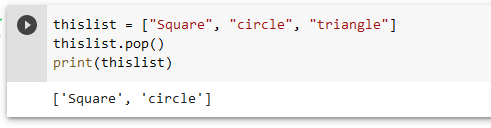 thislist = ["Square", "circle", "triangle"]
thislist.pop()
print(thislist)
['Square', 'circle']